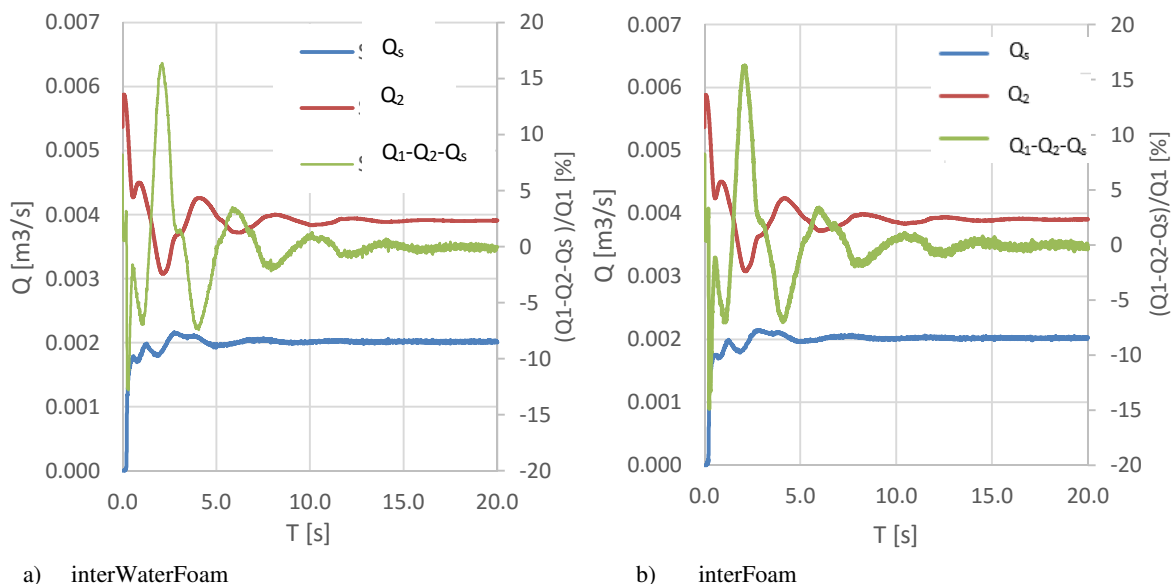 0.007
0.006
0.005
0.004
0.003
0.002
0.001
0.000
Q [m3/s]
20
15
10
5
0
-5
-10
-15
-20
(Q1-Q2-Qs )/Q1 [%]
0.0 5.0 10.0 15.0 20.0
T [s]
Qs
Q2
Q1-Q2-Qs
a) interWaterFoam
0.007
0.006
0.005
0.004
0.003
0.002
0.001
0.000
Q [m3/s]
20
15
10
5
0
-5
-10
-15
-20
(Q1-Q2-Qs)/Q1 [%]
0.0 5.0 10.0 15.0 20.0
T [s]
Qs
Q2
Q1-Q2-Qs
b) interFoam